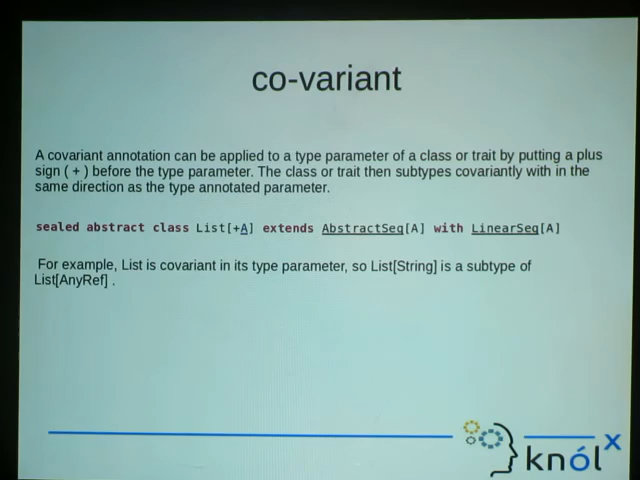 co-variant
A covariant annotation can be applied to a type parameter of a class or trait by putting a plus
sign ( + ) before the type parameter. The class or trait then subtypes covariantly with in the
same direction as the type annotated parameter.
sealed abstract class List[+A] extends AbstractSeq[A] with LinearSeq[A]
For example, List is covariant in its type parameter, so List[String] is a subtype of
List[AnyRef] .
knólx